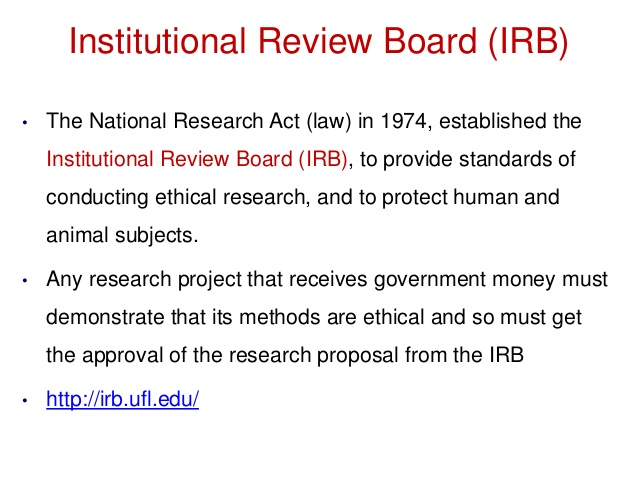 Institutional Review Board (IRB)
• The National Research Act (law) in 1974, established the
Institutional Review Board (IRB), to provide standards of
conducting ethical research, and to protect human and
animal subjects.
• Any research project that receives government money must
demonstrate that its methods are ethical and so must get
the approval of the research proposal from the IRB
• http://irb.ufl.edu/